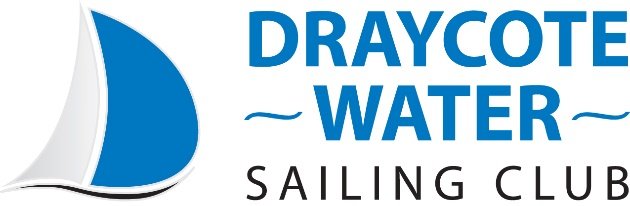 DRAYCOTE
~WATER~
SAILING CLUB